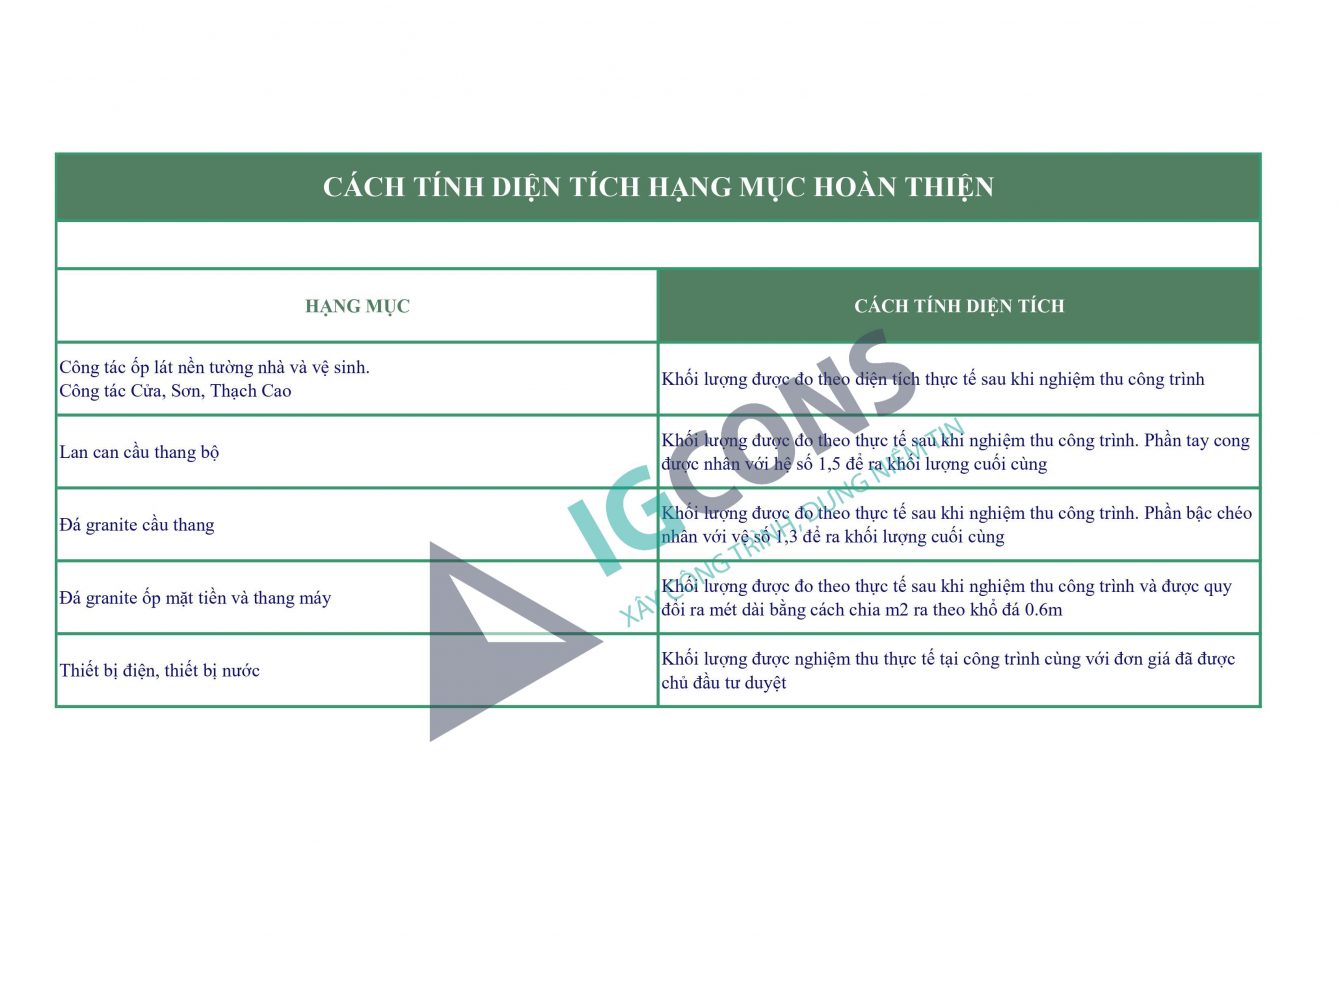 CÁCH TÍNH DIỆN TÍCH HẠNG MỤC HOÀN THIỆN
HẠNG MỤC
CÁCH TÍNH DIỆN TÍCH
Công tác ốp lát nền tường nhà và vệ sinh.
Công tác Cửa, Sơn, Thạch Cao
Khối lượng được đo theo diện tích thực tế sau khi nghiệm thu công trình
Lan can cầu thang bộ
Khối lượng được đo theo thực tế sau khi nghiệm thu công trình. Phần tay cong
được nhân với hệ số 1,5 để ra khối lượng cuối cùng
Đá granite cầu thang
Khối lượng được đo theo thực tế sau khi nghiệm thu công trình. Phần bậc chéo
nhân với vệ số 1,3 để ra khối lượng cuối cùng
Đá granite ốp mặt tiền và thang máy
Khối lượng được đo theo thực tế sau khi nghiệm thu công trình và được quy
đổi ra mét dài bằng cách chia m2 ra theo khổ đá 0.6m
Thiết bị điện, thiết bị nước
Khối lượng được nghiệm thu thực tế tại công trình cùng với đơn giá đã được
chủ đầu tư duyệt
IGCONS
XÂY CÔNG TRÌNH, DỰNG NIỀM TIN